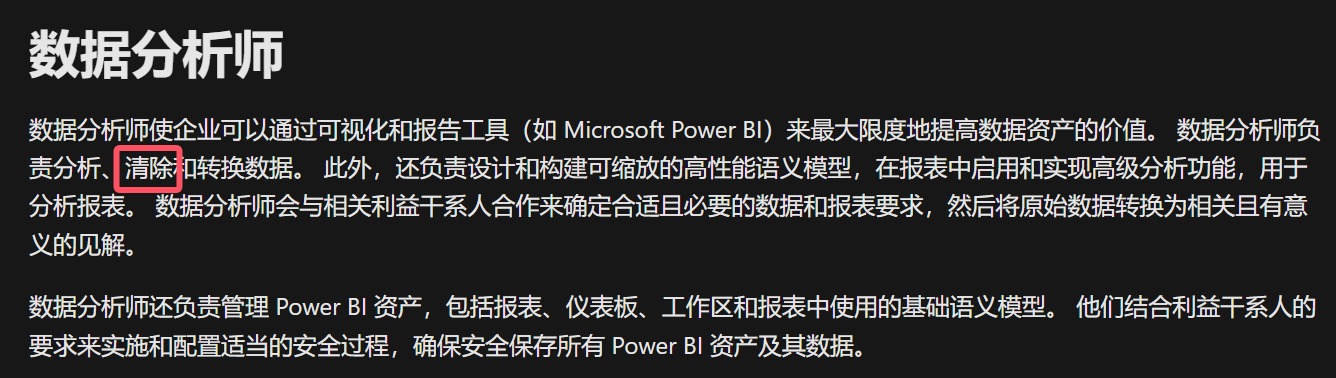 数据分析师
数据分析师使企业可以通过可视化和报告工具（如 Microsoft Power BI）来最大限度地提高数据资产的价值。 数据分析师负
责分析、清除和转换数据。 此外，还负责设计和构建可缩放的高性能语义模型，在报表中启用和实现高级分析功能，用于
分析报表。 数据分析师会与相关利益干系人合作来确定合适且必要的数据和报表要求，然后将原始数据转换为相关且有意
义的见解。
数据分析师还负责管理 Power BI 资产，包括报表、仪表板、工作区和报表中使用的基础语义模型。 他们结合利益干系人的
要求来实施和配置适当的安全过程，确保安全保存所有 Power BI 资产及其数据。